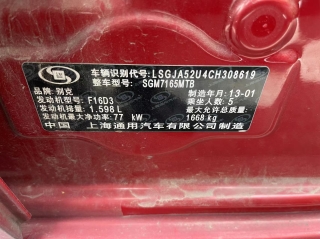 车辆识别代号: LSGJA52U4CH308619
整车型号: SGM7165MTB
品牌: 别克 制造年月: 13-01
发动机型号: F16D3 乘坐人数: 5
发动机排量: 1.598 L 最大允许总质量:
发动机最大净功率: 77 kW 1668 kg
中国 上海通用汽车有限公司制造